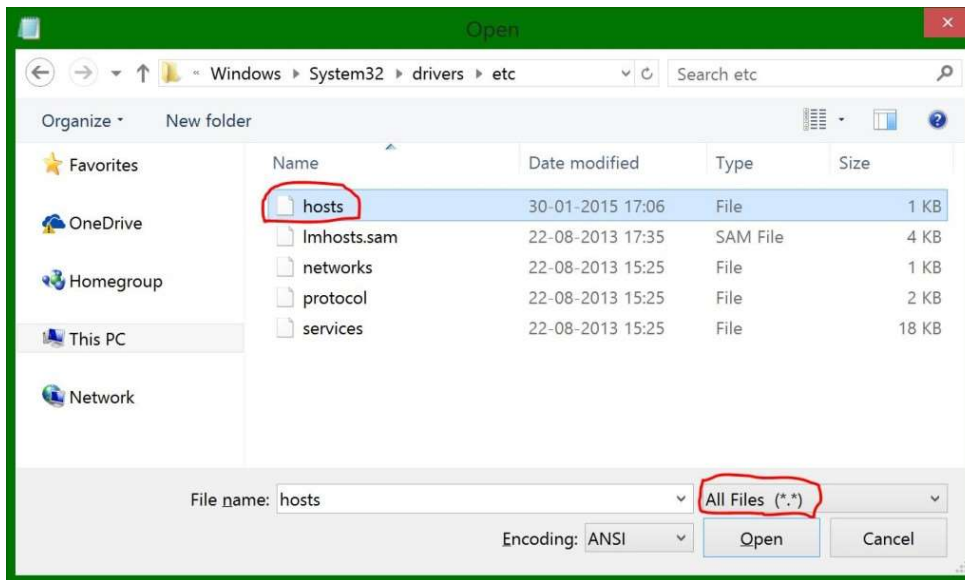 Open
« Windows ▸ System32 ▸ drivers ▸ etc
Search etc
Organize
New folder
Favorites
OneDrive
Homegroup
This PC
Network
Name Date modified Type Size
hosts 30-01-2015 17:06 File 1 KB
lmhosts.sam 22-08-2013 17:35 SAM File 4 KB
networks 22-08-2013 15:25 File 1 KB
protocol 22-08-2013 15:25 File 2 KB
services 22-08-2013 15:25 File 18 KB
File name: hosts All Files (*.*)
Encoding: ANSI Open Cancel